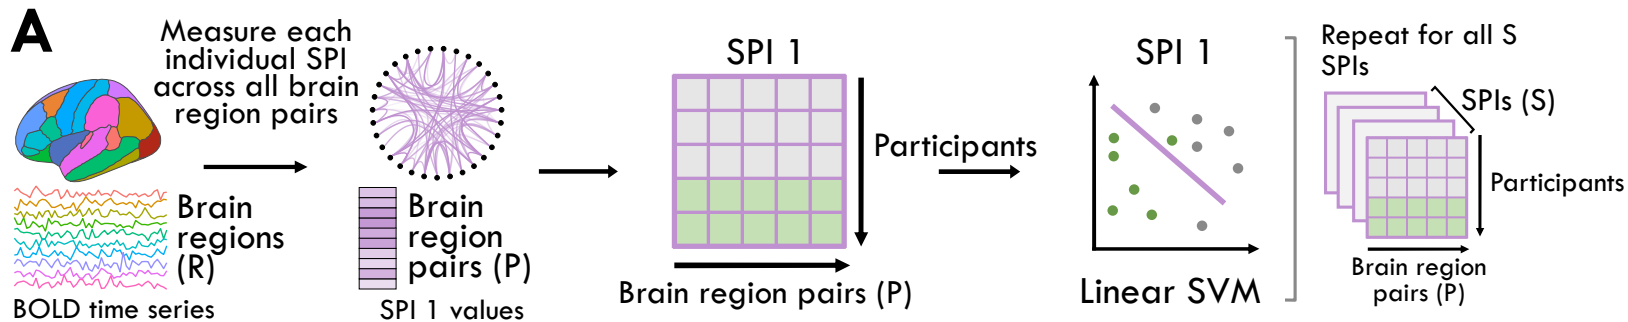 A
Measure each
individual SPI
across all brain
region pairs
Brain
regions
(R)
BOLD time series
Brain
region
pairs (P)
SPI 1 values
SPI 1
Participants
Brain region pairs (P)
SPI 1
Linear SVM
Repeat for all S
SPIs
SPIs (S)
Participants
Brain region
pairs (P)